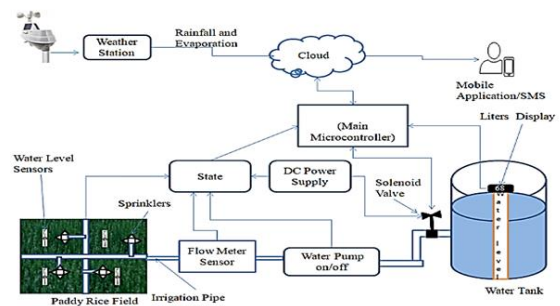 Weather
Station
Rainfall and
Evaporation
Cloud
Mobile
Application/SMS
Liters Display
(Main
Microcontroller)
Water Level
Sensors
State
DC Power
Supply
Solenoid
Valve
68
Water level
Sprinklers
Flow Meter
Sensor
Water Pump
on/off
Paddy Rice Field
Irrigation Pipe
Water Tank